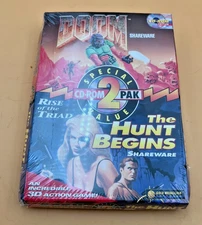 DOOM
SHAREWARE
SPECIAL
CD-ROM 2 PAK
VALUE
RISE OF THE
TRIAD
The
HUNT
BEGINS
SHAREWARE
AN
INCREDIBLE
3D ACTION GAME!